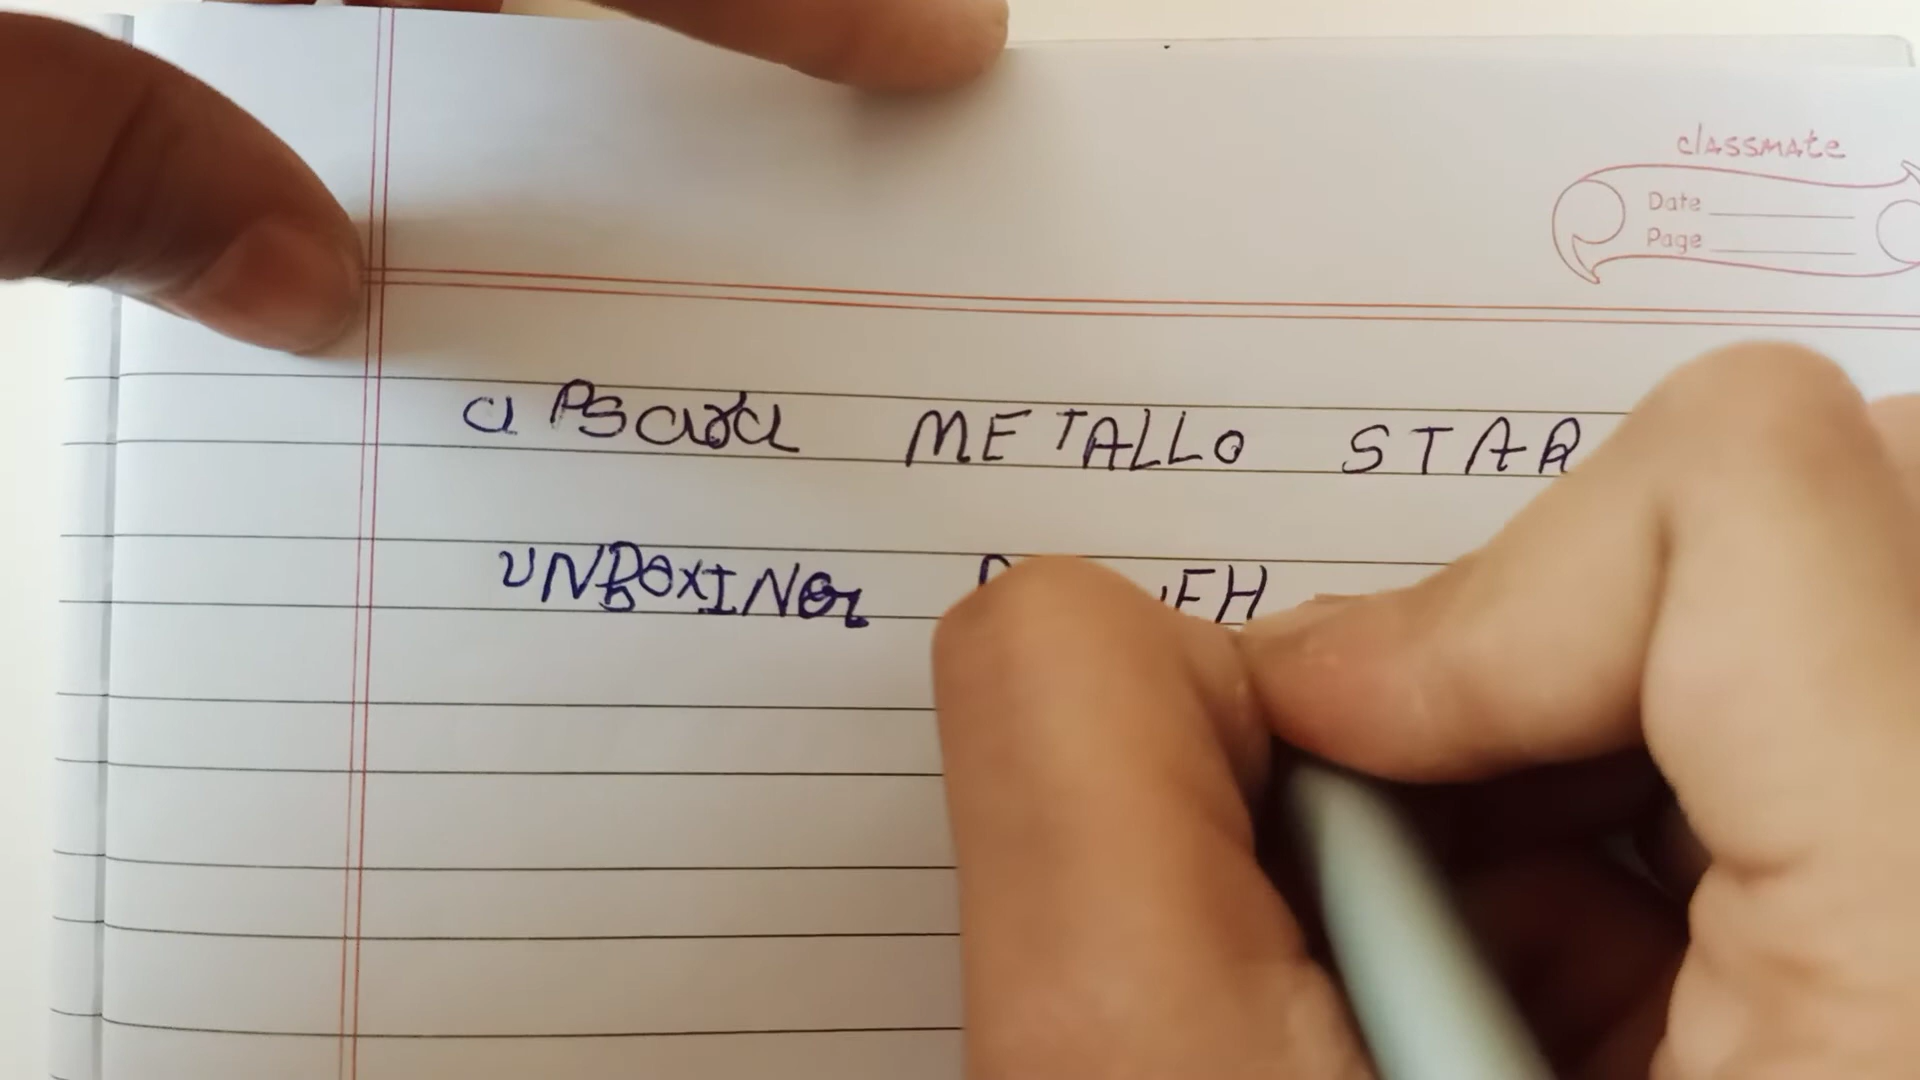 classmate
Date
Page
apsara METALLO STAR
UNBOXING